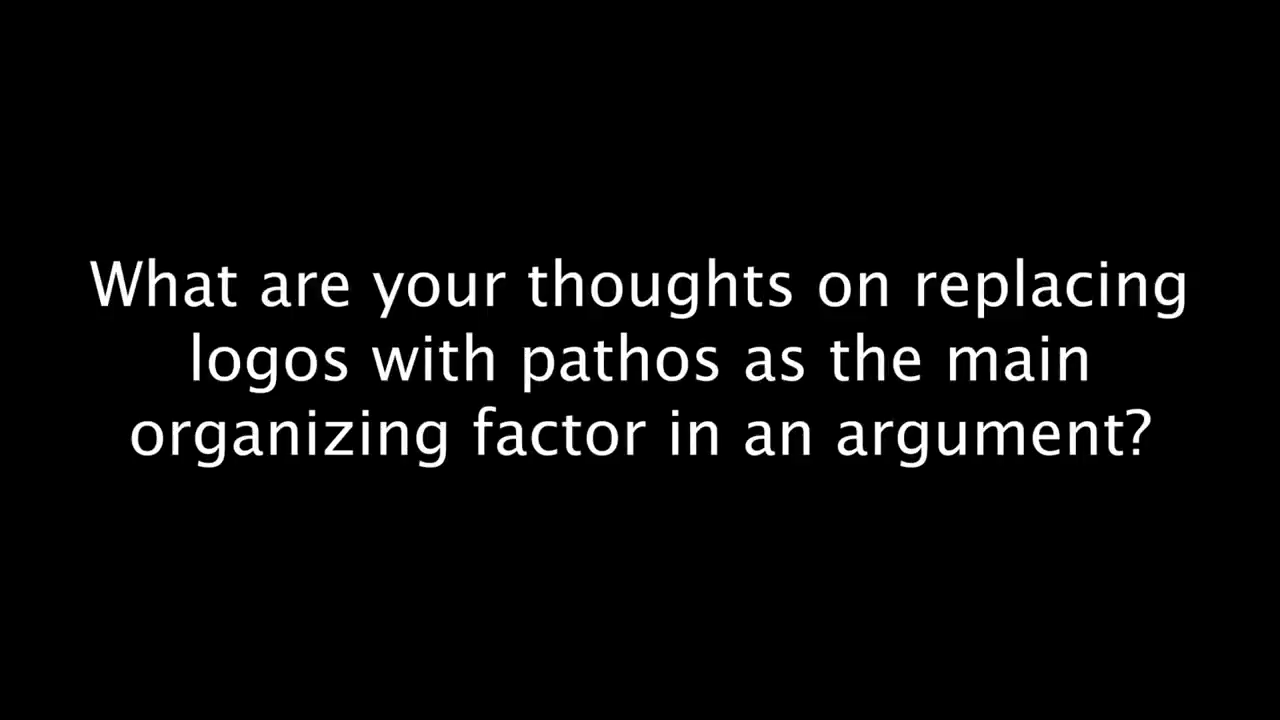 What are your thoughts on replacing
logos with pathos as the main
organizing factor in an argument?